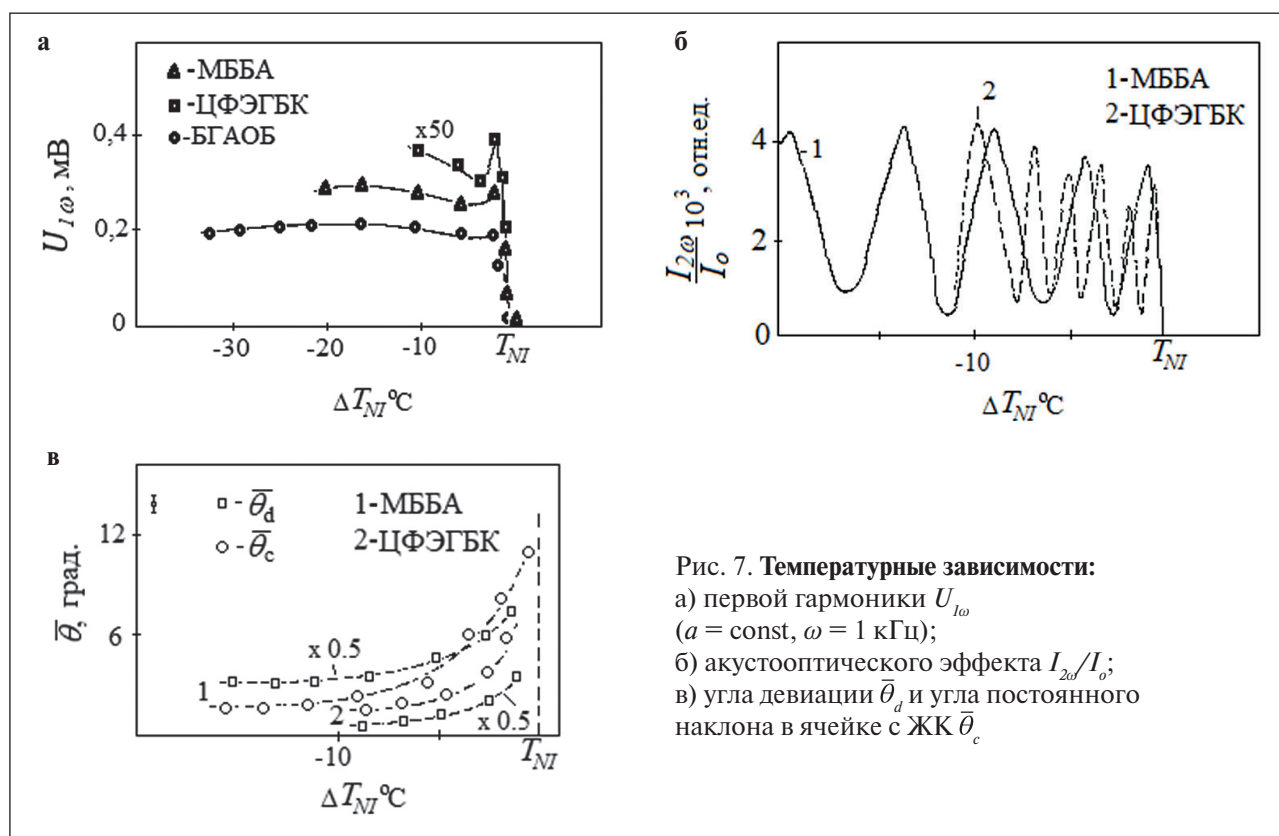 а
▲-МББА
■-ЦФЭГБК
●-БГАОБ
x50
0,4
0,2
0
U1ω, мВ
-30 -20 -10 TNI
ΔTNI °C
б
1-МББА
2-ЦФЭГБК
2
1
4
2
0
I2ω/Io 10³, отн.ед.
-10 TNI
ΔTNI °C
в
□ - θ̅d 1-МББА
○ - θ̅c 2-ЦФЭГБК
12
6
θ̅, град.
x 0.5
1
2
x 0.5
-10 TNI
ΔTNI °C
Рис. 7. Температурные зависимости:
а) первой гармоники U1ω
(a = const, ω = 1 кГц);
б) акустооптического эффекта I2ω/Io;
в) угла девиации θ̅d и угла постоянного
наклона в ячейке с ЖК θ̅c